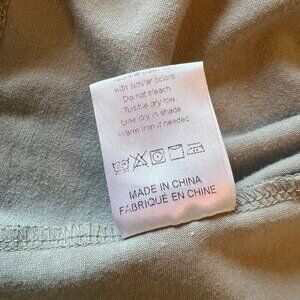 with similar colors
Do not bleach
Tumble dry low
Line dry in shade
Warm iron if needed
MADE IN CHINA
FABRIQUÉ EN CHINE